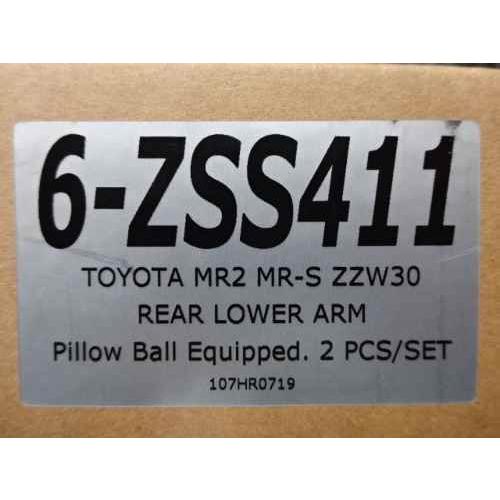 6-ZSS411
TOYOTA MR2 MR-S ZZW30
REAR LOWER ARM
Pillow Ball Equipped. 2 PCS/SET
107HR0719